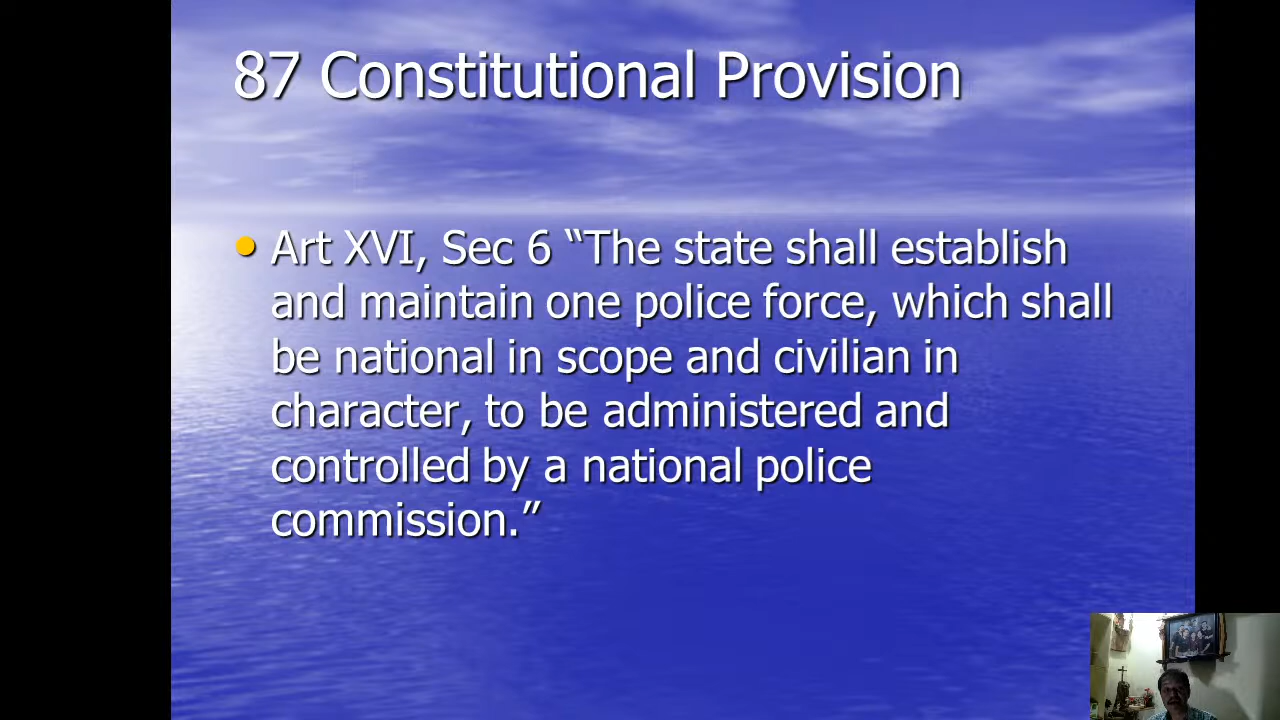 87 Constitutional Provision
• Art XVI, Sec 6 “The state shall establish
and maintain one police force, which shall
be national in scope and civilian in
character, to be administered and
controlled by a national police
commission.”